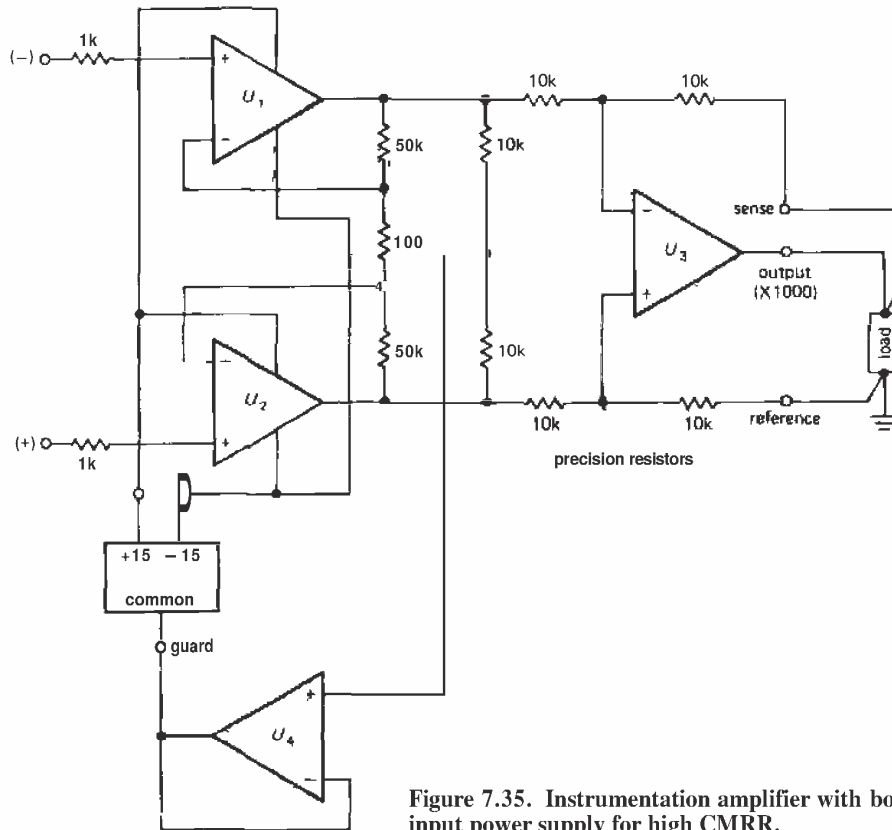 1k
(−)
+
U1
−
50k
10k
10k
10k
100
sense
−
U3
output
(X1000)
+
4
−
50k
10k
load
U2
10k
10k
reference
(+)
+
1k
precision resistors
+15 −15
common
guard
+
U4
−
Figure 7.35. Instrumentation amplifier with
input power supply for high CMRR.